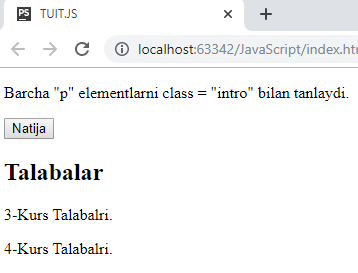 TUIT.JS
localhost:63342/JavaScript/index.ht
Barcha "p" elementlarni class = "intro" bilan tanlaydi.
Natija
Talabalar
3-Kurs Talabalri.
4-Kurs Talabalri.